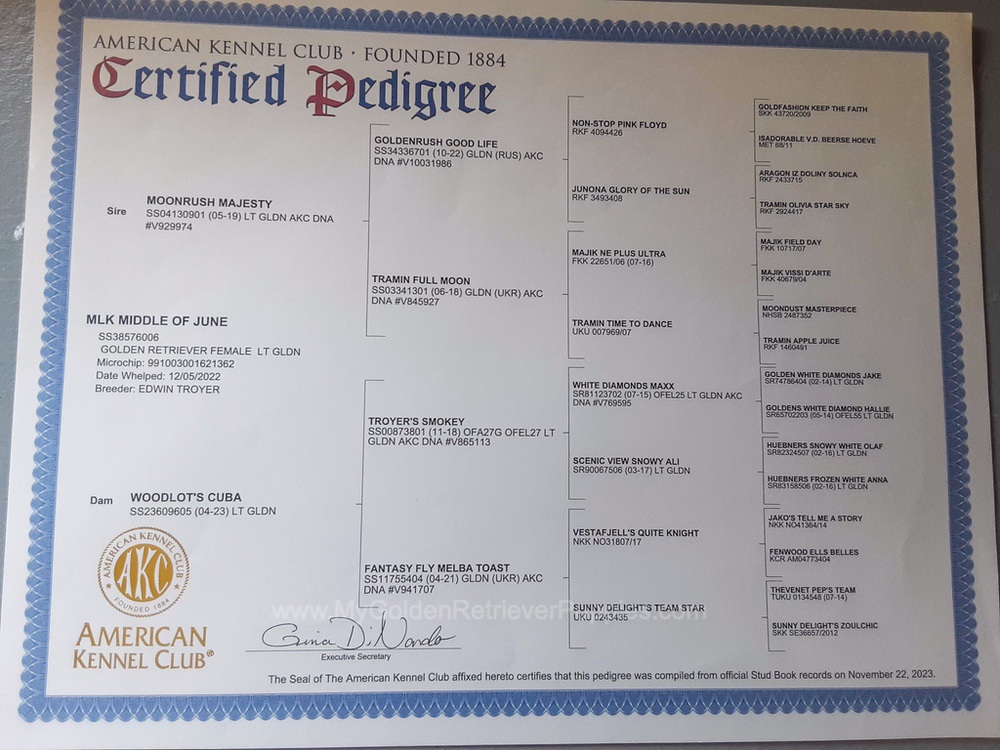 AMERICAN KENNEL CLUB · FOUNDED 1884
Certified Pedigree
Sire
MOONRUSH MAJESTY
SS04130901 (05-19) LT GLDN AKC DNA
#V929974
MLK MIDDLE OF JUNE
SS38576006
GOLDEN RETRIEVER FEMALE LT GLDN
Microchip: 991003001621362
Date Whelped: 12/05/2022
Breeder: EDWIN TROYER
Dam
WOODLOT'S CUBA
SS23609605 (04-23) LT GLDN
GOLDENRUSH GOOD LIFE
SS34336701 (10-22) GLDN (RUS) AKC
DNA #V10031986
TRAMIN FULL MOON
SS03341301 (06-18) GLDN (UKR) AKC
DNA #V845927
TROYER'S SMOKEY
SS00873801 (11-18) OFA27G OFEL27 LT
GLDN AKC DNA #V865113
FANTASY FLY MELBA TOAST
SS11755404 (04-21) GLDN (UKR) AKC
DNA #V941707
NON-STOP PINK FLOYD
RKF 4094426
JUNONA GLORY OF THE SUN
RKF 3493408
MAJIK NE PLUS ULTRA
FKK 22651/06 (07-16)
TRAMIN TIME TO DANCE
UKU 007969/07
WHITE DIAMONDS MAXX
SR81123702 (07-15) OFEL25 LT GLDN AKC
DNA #V769595
SCENIC VIEW SNOWY ALI
SR90067506 (03-17) LT GLDN
VESTAFJELL'S QUITE KNIGHT
NKK NO31807/17
SUNNY DELIGHT'S TEAM STAR
UKU 0243435
GOLDFASHION KEEP THE FAITH
SKK 43720/2009
ISADORABLE V.D. BEERSE HOEVE
MET 68/11
ARAGON IZ DOLINY SOLNCA
RKF 2433715
TRAMIN OLIVIA STAR SKY
RKF 2924417
MAJIK FIELD DAY
FKK 10717/07
MAJIK VISSI D'ARTE
FKK 40679/04
MOONDUST MASTERPIECE
NHSB 2487352
TRAMIN APPLE JUICE
RKF 1460491
GOLDEN WHITE DIAMONDS JAKE
SR74786404 (02-14) LT GLDN
GOLDENS WHITE DIAMOND HALLIE
SR65702203 (05-14) OFEL55 LT GLDN
HUEBNERS SNOWY WHITE OLAF
SR82324507 (02-16) LT GLDN
HUEBNERS FROZEN WHITE ANNA
SR83158506 (02-16) LT GLDN
JAKO'S TELL ME A STORY
NKK NO41364/14
FENWOOD ELLS BELLES
KCR AM04773404
THEVENET PEP'S TEAM
TUKU 0134548 (07-14)
SUNNY DELIGHT'S ZOULCHIC
SKK SE36657/2012
AMERICAN KENNEL CLUB
AKC
FOUNDED 1884
AMERICAN
KENNEL CLUB®
www.MyGoldenRetrieverPuppies.com
Gina DiNardo
Executive Secretary
The Seal of The American Kennel Club affixed hereto certifies that this pedigree was compiled from official Stud Book records on November 22, 2023.